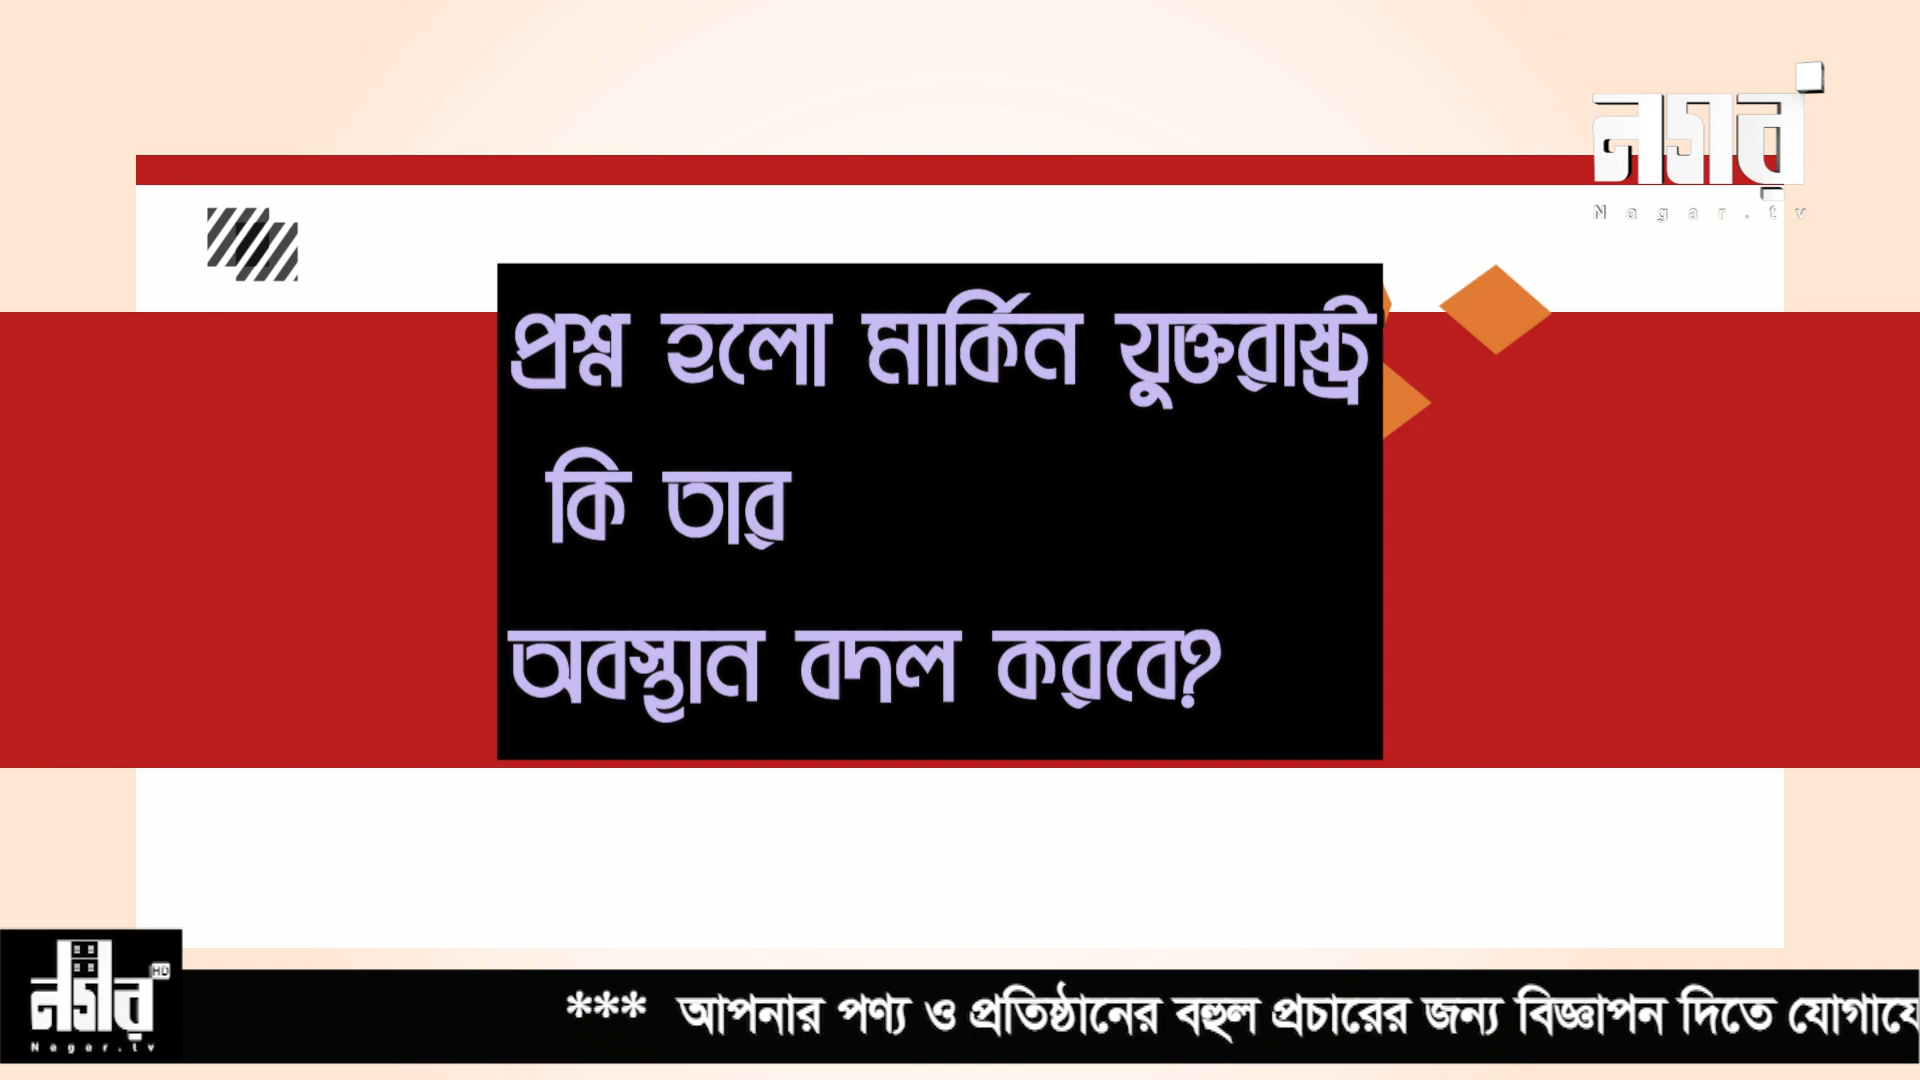 নগর
Nagar.tv
প্রশ্ন হলো মার্কিন যুক্তরাষ্ট্র
কি তার
অবস্থান বদল করবে?
নগর HD
Nagar.tv
*** আপনার পণ্য ও প্রতিষ্ঠানের বহুল প্রচারের জন্য বিজ্ঞাপন দিতে যোগাযে